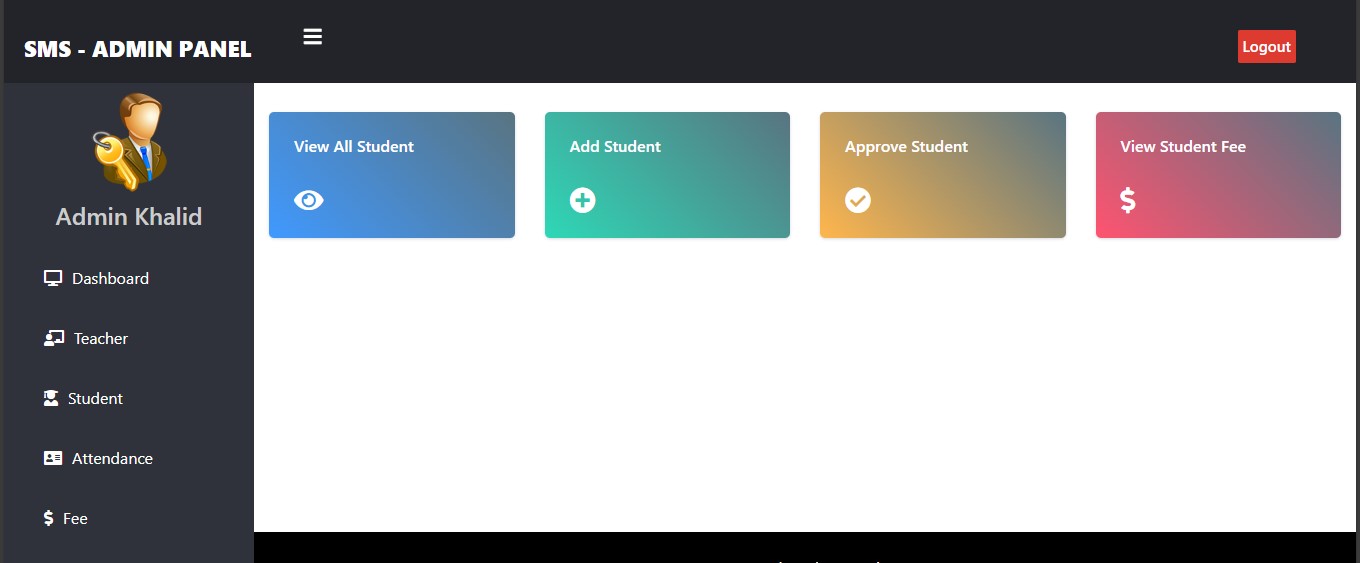 SMS - ADMIN PANEL
Logout
Admin Khalid
Dashboard
Teacher
Student
Attendance
Fee
View All Student
Add Student
Approve Student
View Student Fee